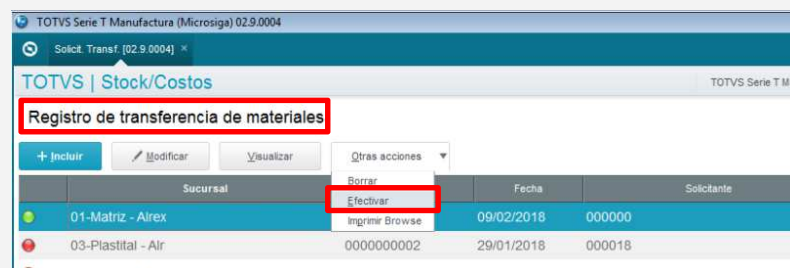 TOTVS Serie T Manufactura (Microsiga) 02.9.0004
Solicit. Transf. [02.9.0004] ×
TOTVS | Stock/Costos
TOTVS Serie T M
Registro de transferencia de materiales
+ Incluir Modificar Visualizar Otras acciones
Borrar
Efectivar
Imprimir Browse
Sucursal Fecha Solicitante
01-Matriz - Alrex 09/02/2018 000000
03-Plastital - Alr 0000000002 29/01/2018 000018